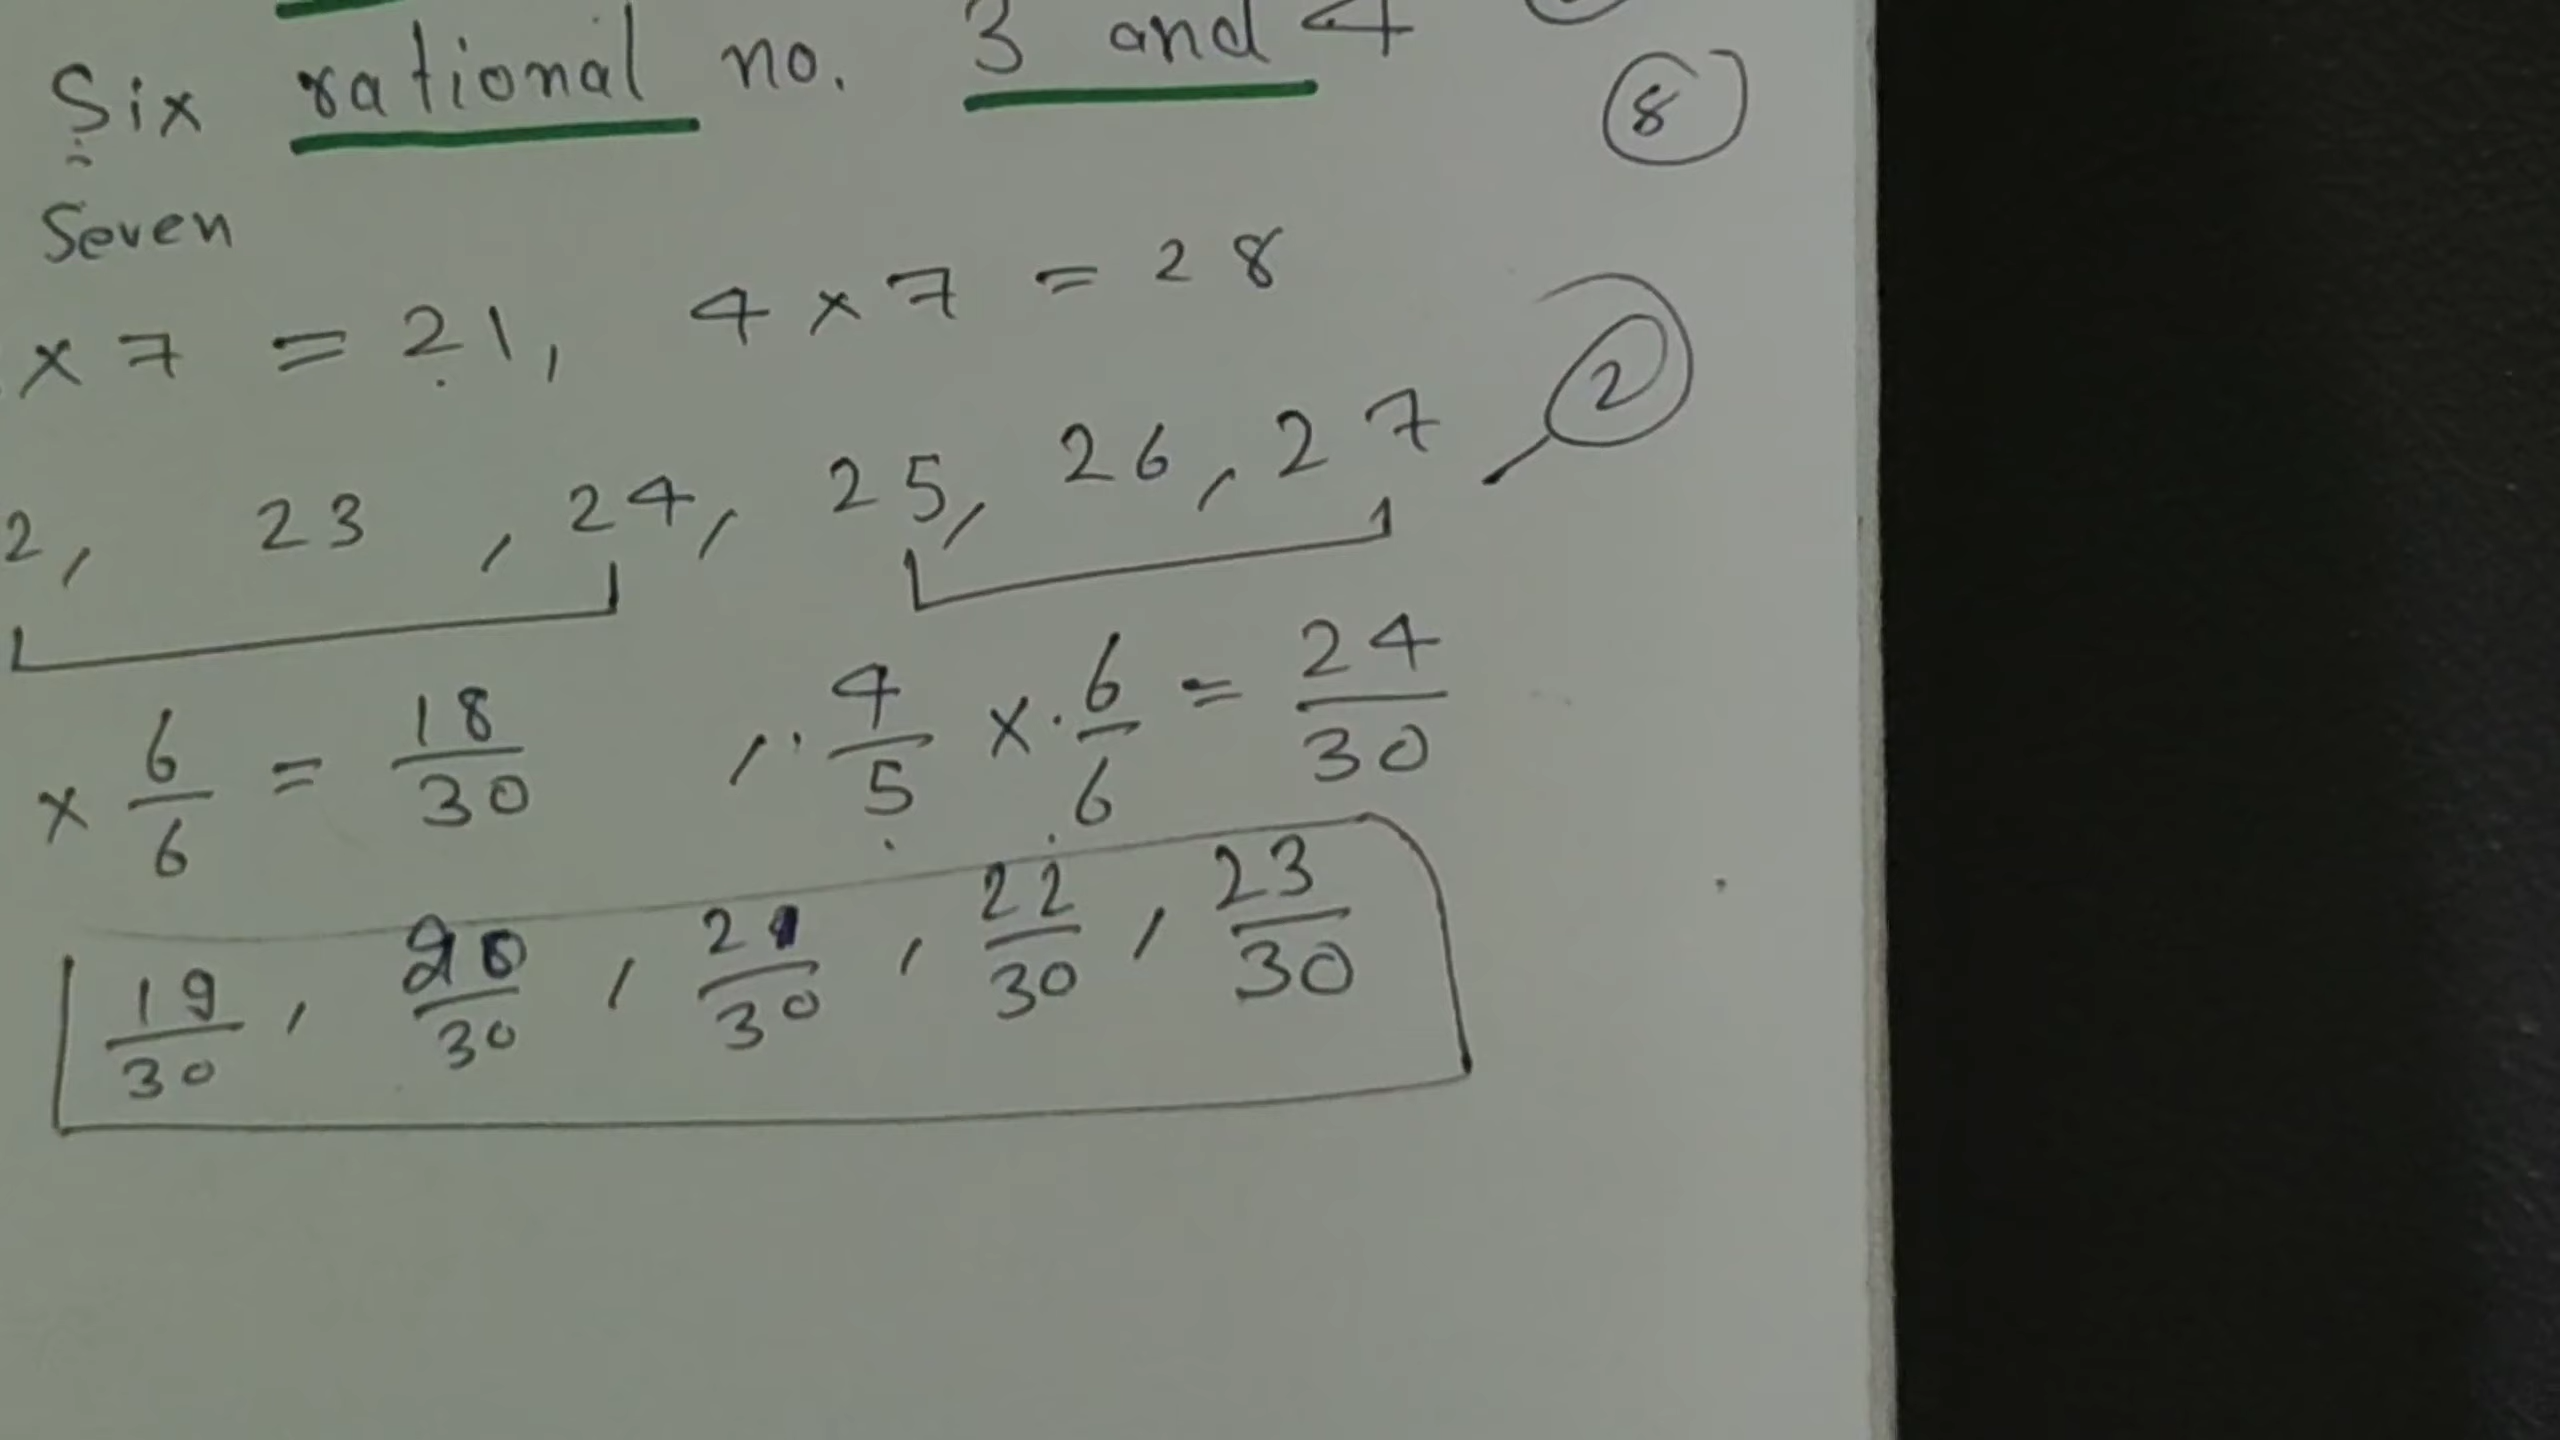 Six rational no. 3 and 4
8
Seven
× 7 = 21, 4 × 7 = 28
2, 23, 24, 25, 26, 27
2
× 6/6 = 18/30 , 4/5 × 6/6 = 24/30
19/30 , 20/30 , 21/30 , 22/30 , 23/30